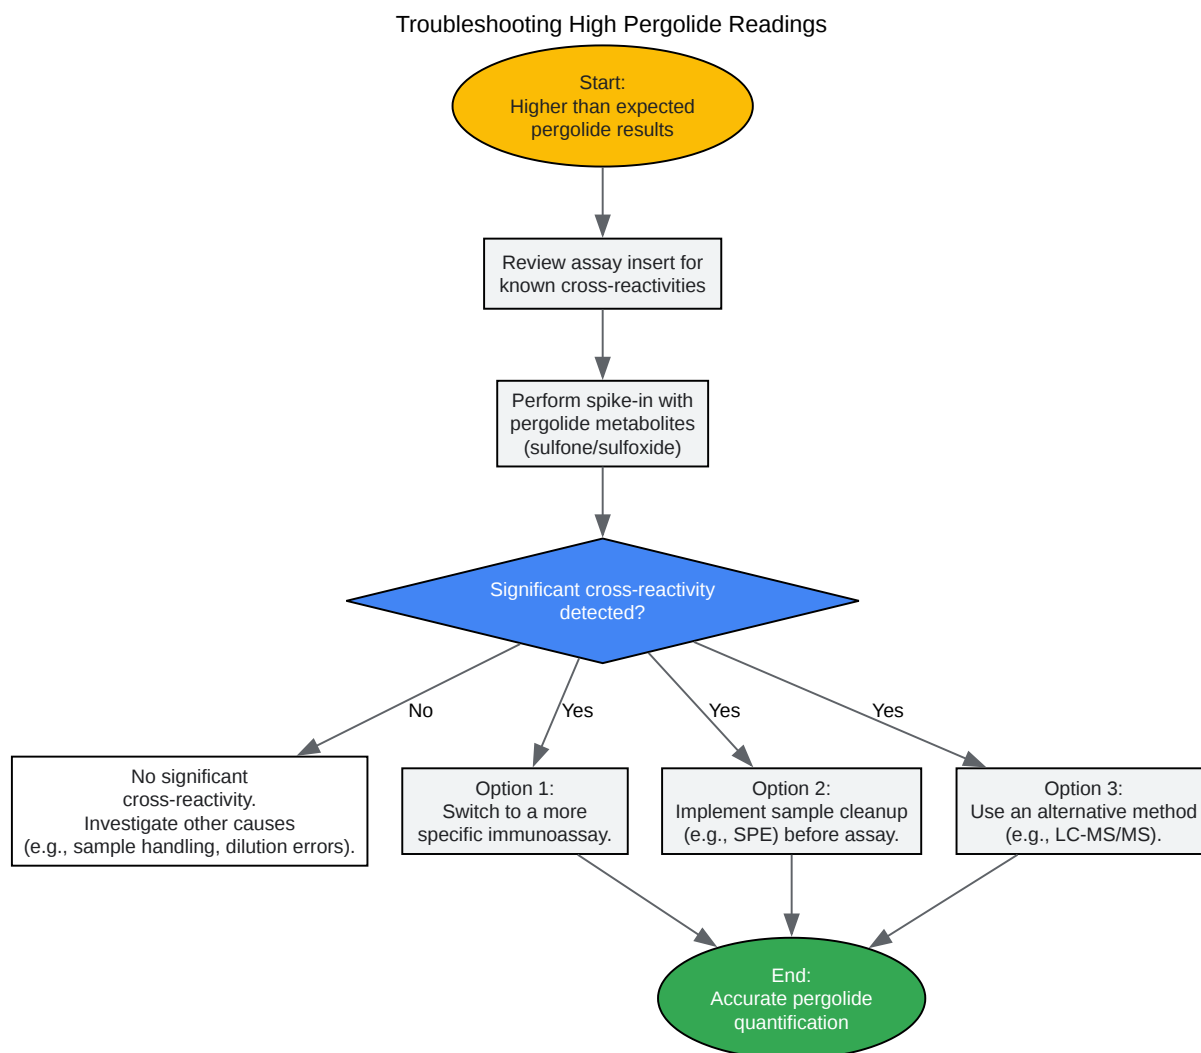 Troubleshooting High Pergolide Readings
Start:
Higher than expected
pergolide results
Review assay insert for
known cross-reactivities
Perform spike-in with
pergolide metabolites
(sulfone/sulfoxide)
Significant cross-reactivity
detected?
No
Yes
Yes
Yes
No significant
cross-reactivity.
Investigate other causes
(e.g., sample handling, dilution errors).
Option 1:
Switch to a more
specific immunoassay.
Option 2:
Implement sample cleanup
(e.g., SPE) before assay.
Option 3:
Use an alternative method
(e.g., LC-MS/MS).
End:
Accurate pergolide
quantification